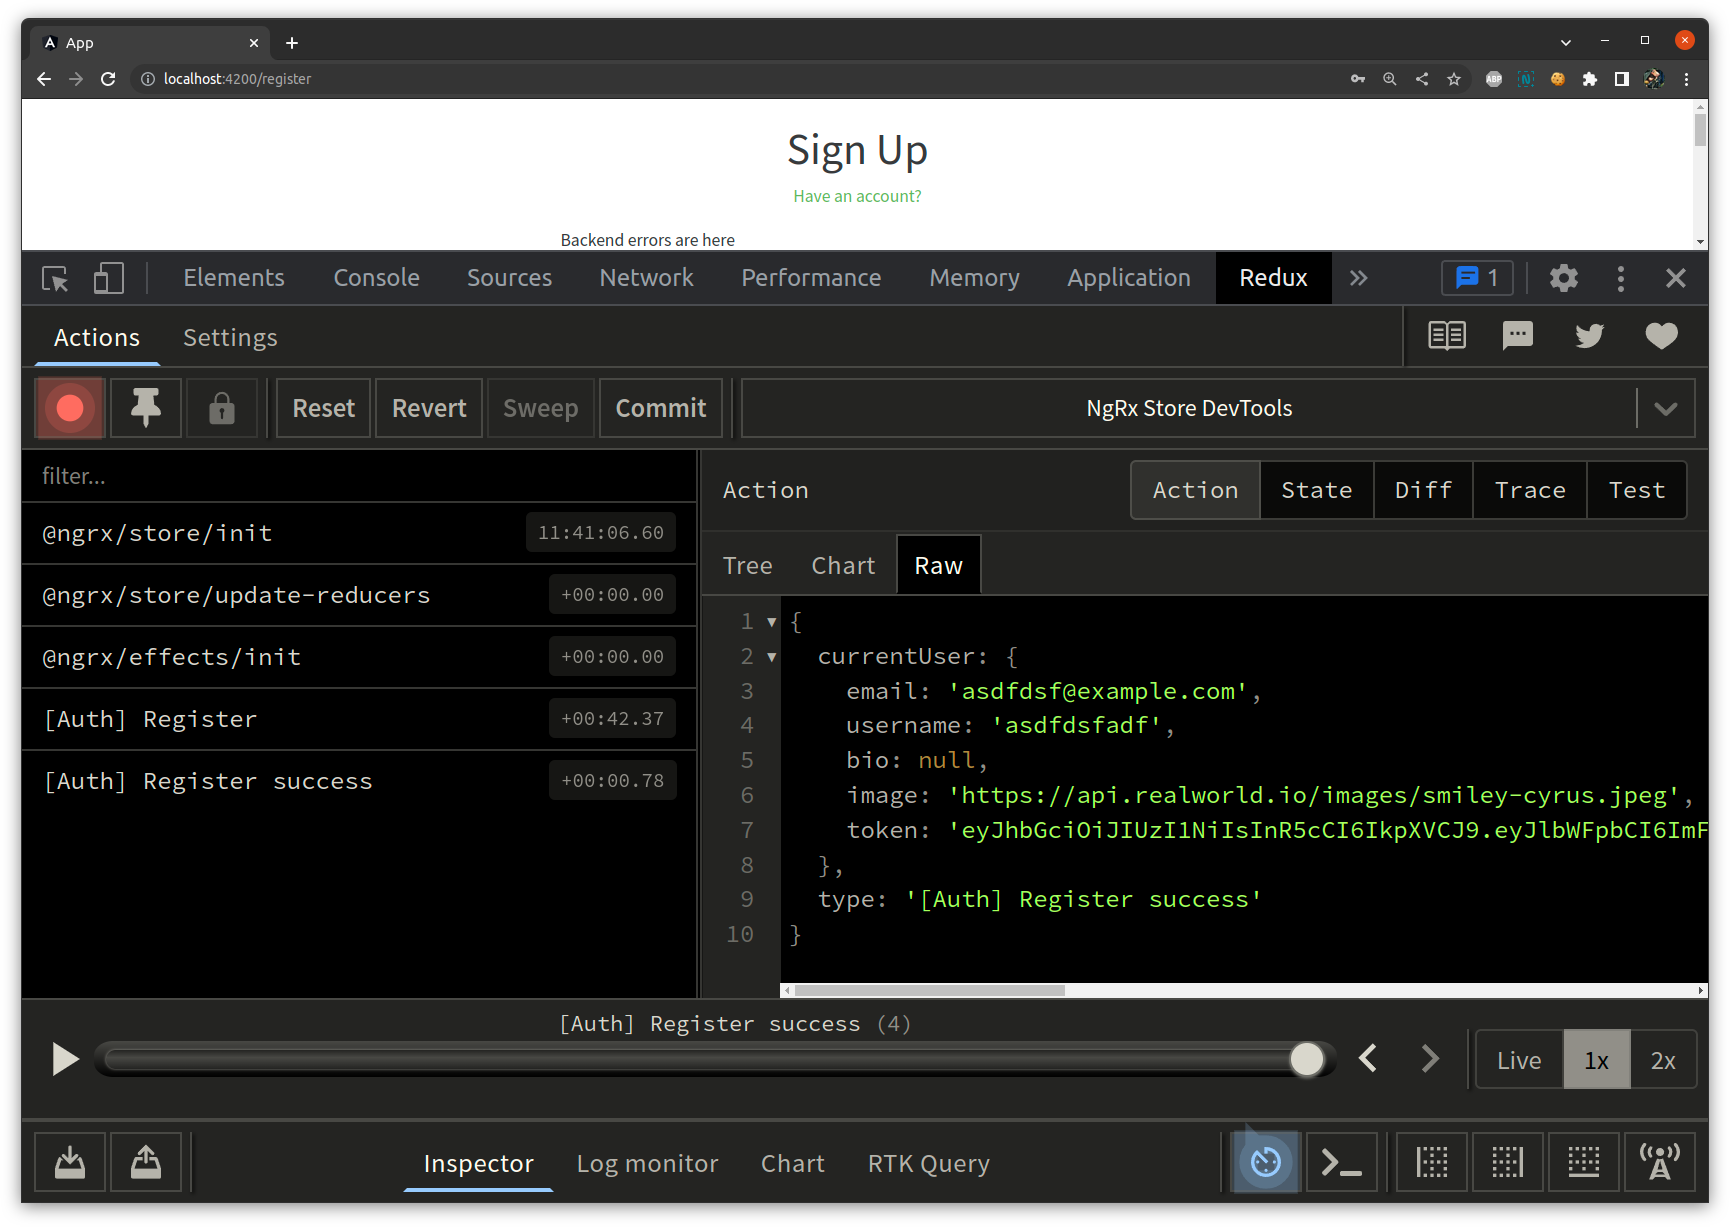 App
localhost:4200/register
ABP
N
Sign Up
Have an account?
Backend errors are here
Elements Console Sources Network Performance Memory Application Redux 1
Actions Settings
Reset Revert Sweep Commit NgRx Store DevTools
filter...
@ngrx/store/init 11:41:06.60
@ngrx/store/update-reducers +00:00.00
@ngrx/effects/init +00:00.00
[Auth] Register +00:42.37
[Auth] Register success +00:00.78
Action Action State Diff Trace Test
Tree Chart Raw
1 {
2 currentUser: {
3 email: 'asdfdsf@example.com',
4 username: 'asdfdsfadf',
5 bio: null,
6 image: 'https://api.realworld.io/images/smiley-cyrus.jpeg',
7 token: 'eyJhbGciOiJIUzI1NiIsInR5cCI6IkpXVCJ9.eyJlbWFpbCI6ImF
8 },
9 type: '[Auth] Register success'
10 }
[Auth] Register success (4)
Live 1x 2x
Inspector Log monitor Chart RTK Query